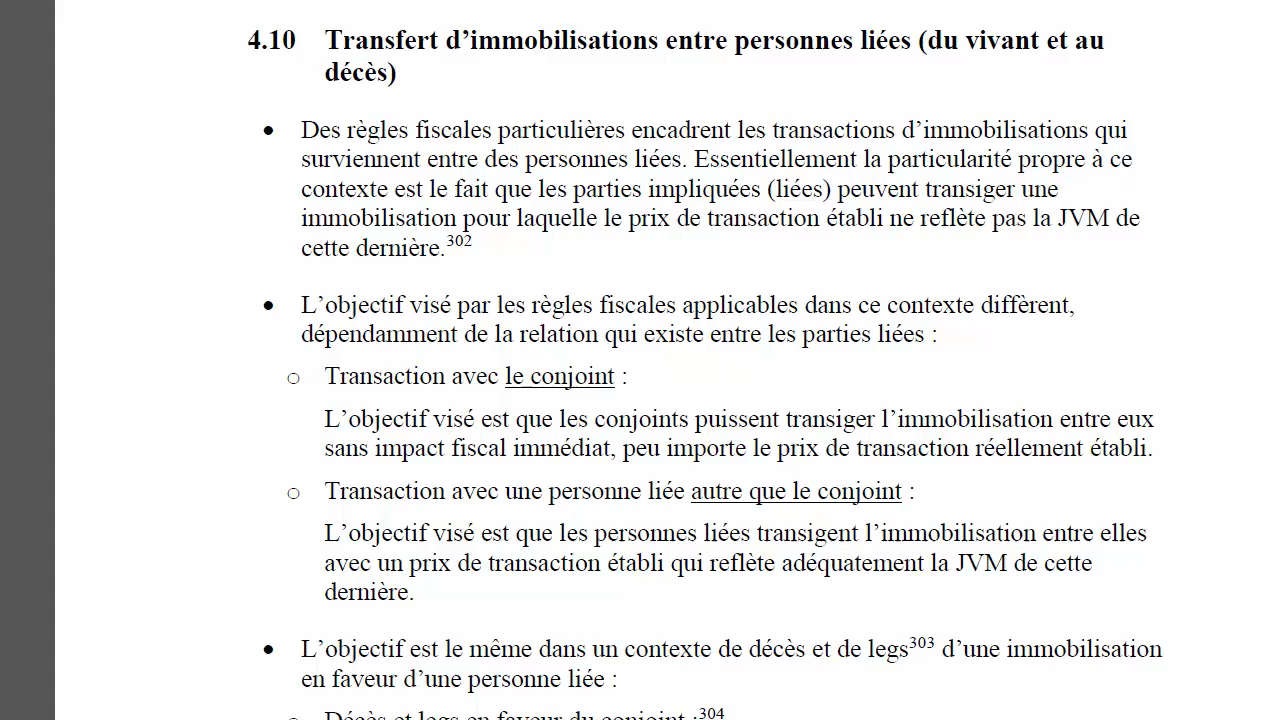 4.10 Transfert d’immobilisations entre personnes liées (du vivant et au
décès)
• Des règles fiscales particulières encadrent les transactions d’immobilisations qui
surviennent entre des personnes liées. Essentiellement la particularité propre à ce
contexte est le fait que les parties impliquées (liées) peuvent transiger une
immobilisation pour laquelle le prix de transaction établi ne reflète pas la JVM de
cette dernière.302
• L’objectif visé par les règles fiscales applicables dans ce contexte diffèrent,
dépendamment de la relation qui existe entre les parties liées :
○ Transaction avec le conjoint :
L’objectif visé est que les conjoints puissent transiger l’immobilisation entre eux
sans impact fiscal immédiat, peu importe le prix de transaction réellement établi.
○ Transaction avec une personne liée autre que le conjoint :
L’objectif visé est que les personnes liées transigent l’immobilisation entre elles
avec un prix de transaction établi qui reflète adéquatement la JVM de cette
dernière.
• L’objectif est le même dans un contexte de décès et de legs303 d’une immobilisation
en faveur d’une personne liée :
○ Décès et legs en faveur du conjoint :304